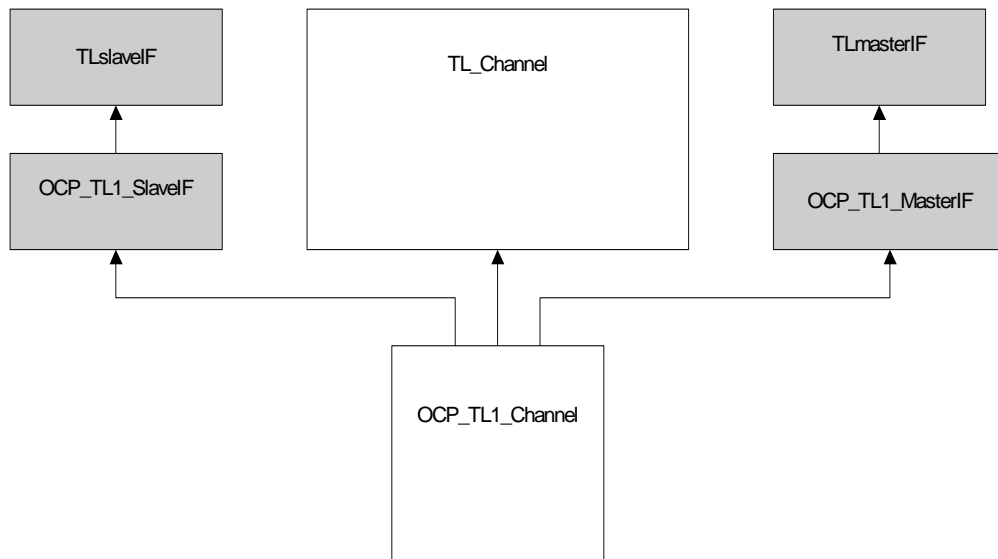 TLslaveIF
TL_Channel
TLmasterIF
OCP_TL1_SlaveIF
OCP_TL1_MasterIF
OCP_TL1_Channel